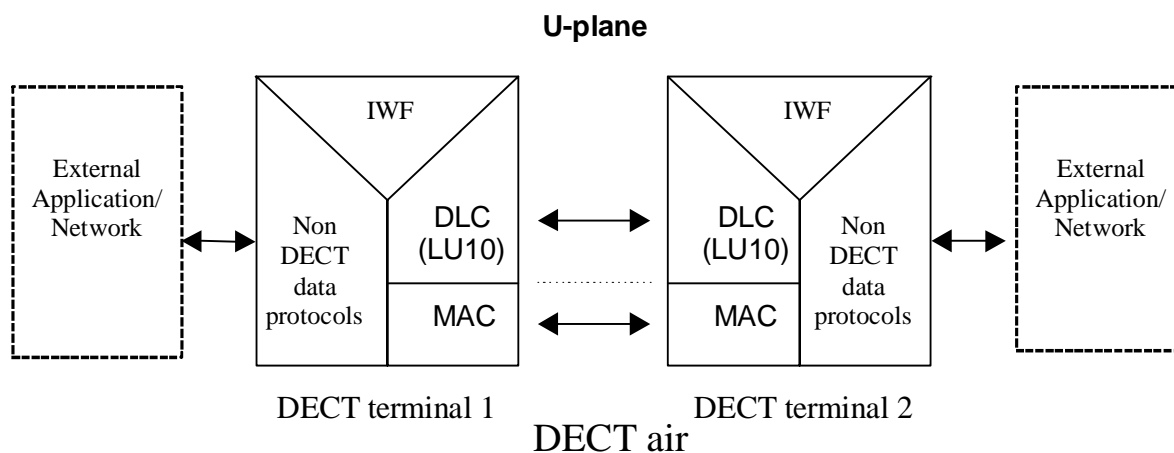 U-plane
External
Application/
Network
IWF
Non
DECT
data
protocols
DLC
(LU10)
MAC
IWF
DLC
(LU10)
MAC
Non
DECT
data
protocols
External
Application/
Network
DECT terminal 1
DECT terminal 2
DECT air